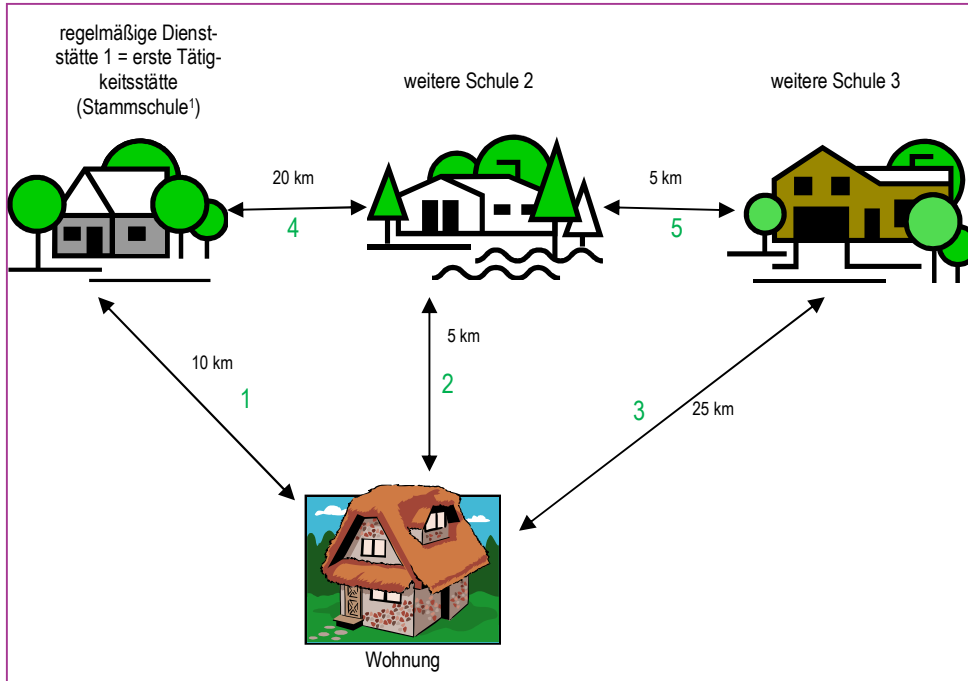 regelmäßige Dienst-
stätte 1 = erste Tätig-
keitsstätte
(Stammschule¹)
weitere Schule 2
weitere Schule 3
20 km
4
5 km
5
10 km
1
5 km
2
3
25 km
Wohnung